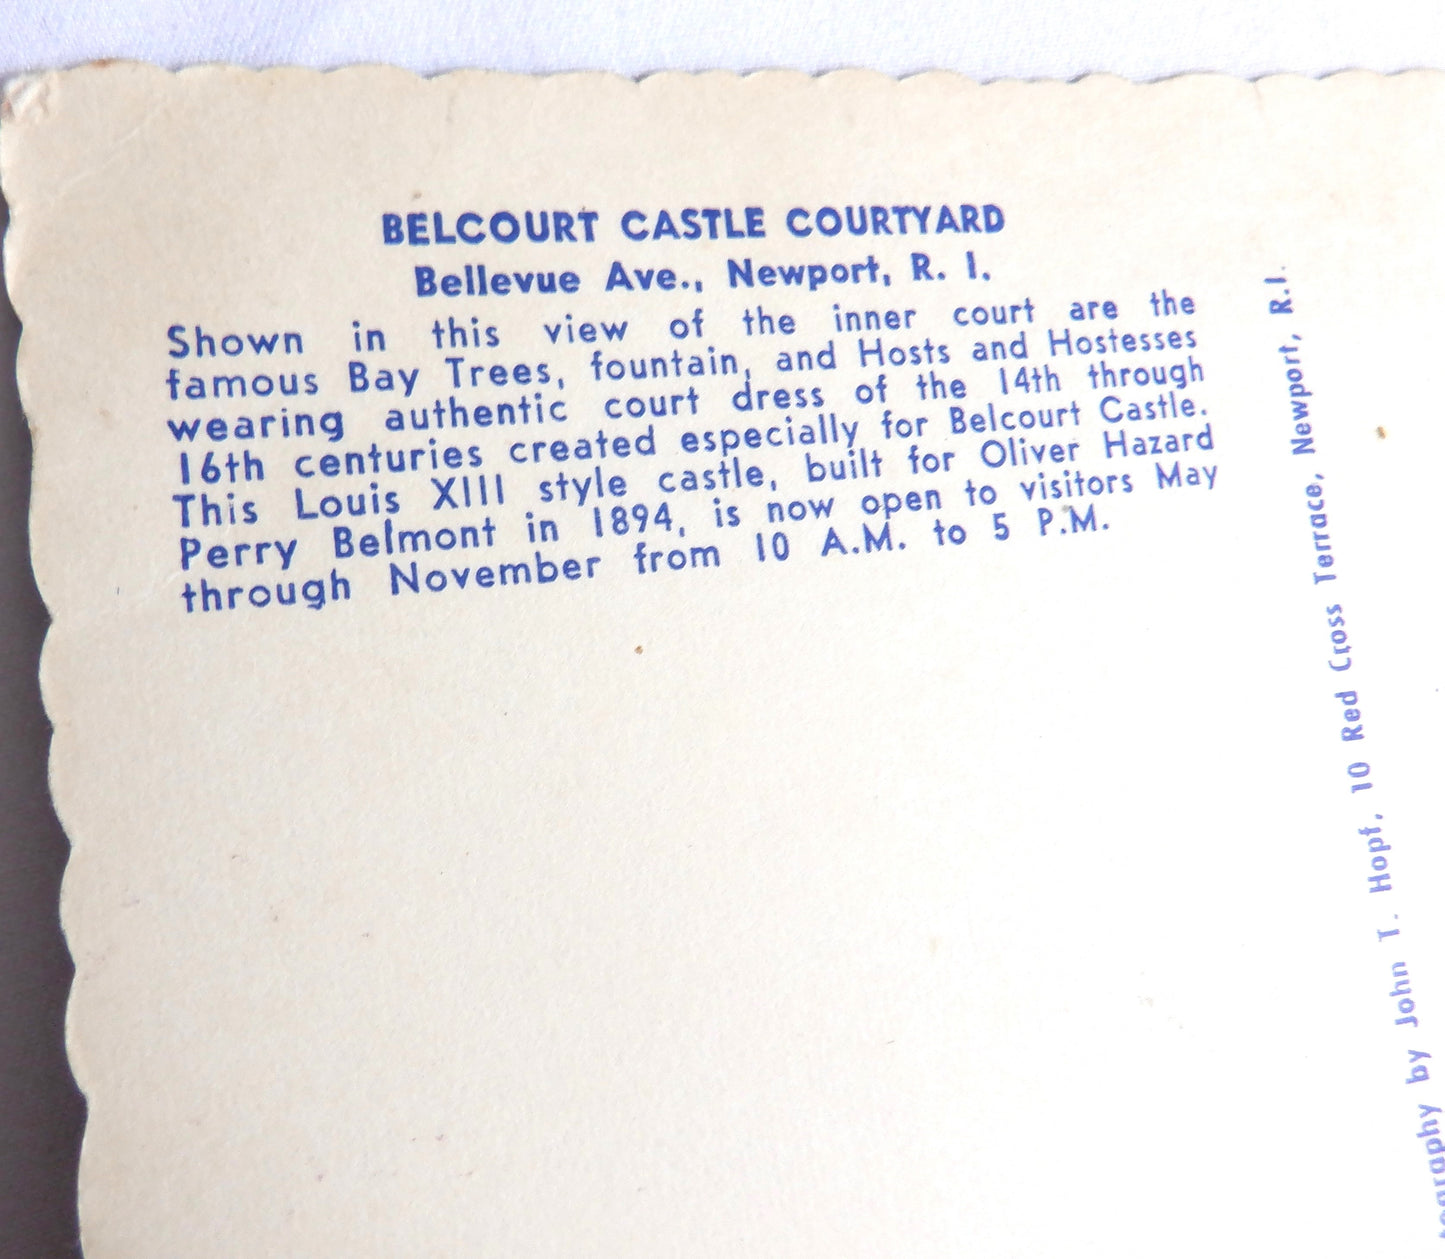 BELCOURT CASTLE COURTYARD
Bellevue Ave., Newport, R. I.
Shown in this view of the inner court are the
famous Bay Trees, fountain, and Hosts and Hostesses
wearing authentic court dress of the 14th through
16th centuries created especially for Belcourt Castle.
This Louis XIII style castle, built for Oliver Hazard
Perry Belmont in 1894, is now open to visitors May
through November from 10 A.M. to 5 P.M.
by John T. Hopf, 10 Red Cross Terrace, Newport, R.I.